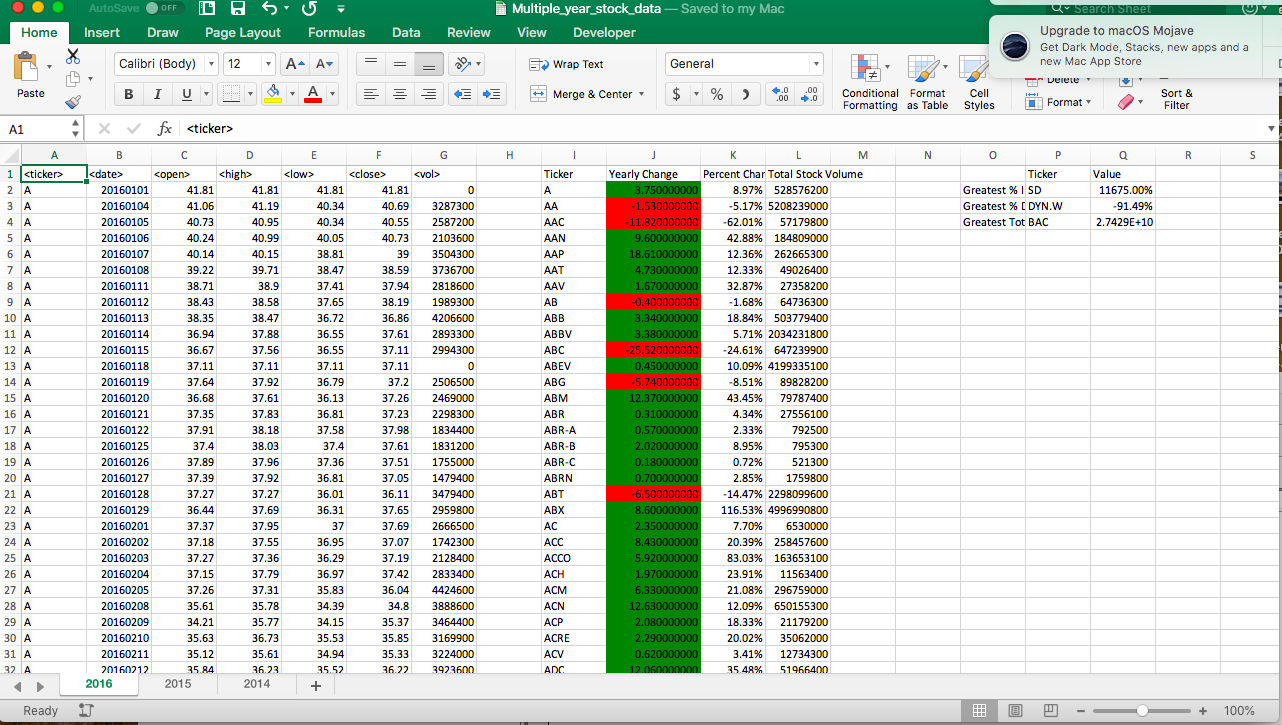 AutoSave OFF Multiple_year_stock_data — Saved to my Mac Search Sheet
Home Insert Draw Page Layout Formulas Data Review View Developer
Upgrade to macOS Mojave
Get Dark Mode, Stacks, new apps and a
new Mac App Store
Paste Calibri (Body) 12 A A Wrap Text General Conditional Formatting Format as Table Cell Styles Delete Sort & Filter
B I U A Merge & Center $ % Format
A1 fx <ticker>
A B C D E F G H I J K L M N O P Q R S
1 <ticker> <date> <open> <high> <low> <close> <vol> Ticker Yearly Change Percent Char Total Stock Volume Ticker Value
2 A 20160101 41.81 41.81 41.81 41.81 0 A 3.750000000 8.97% 528576200 Greatest % I SD 11675.00%
3 A 20160104 41.06 41.19 40.34 40.69 3287300 AA -1.530000000 -5.17% 5208239000 Greatest % D DYN.W -91.49%
4 A 20160105 40.73 40.95 40.34 40.55 2587200 AAC -11.820000000 -62.01% 57179800 Greatest Tot BAC 2.7429E+10
5 A 20160106 40.24 40.99 40.05 40.73 2103600 AAN 9.600000000 42.88% 184809000
6 A 20160107 40.14 40.15 38.81 39 3504300 AAP 18.610000000 12.36% 262665300
7 A 20160108 39.22 39.71 38.47 38.59 3736700 AAT 4.730000000 12.33% 49026400
8 A 20160111 38.71 38.9 37.41 37.94 2818600 AAV 1.670000000 32.87% 27358200
9 A 20160112 38.43 38.58 37.65 38.19 1989300 AB -0.400000000 -1.68% 64736300
10 A 20160113 38.35 38.47 36.72 36.86 4206600 ABB 3.340000000 18.84% 503779400
11 A 20160114 36.94 37.88 36.55 37.61 2893300 ABBV 3.380000000 5.71% 2034231800
12 A 20160115 36.67 37.56 36.55 37.11 2994300 ABC -25.520000000 -24.61% 647239900
13 A 20160118 37.11 37.11 37.11 37.11 0 ABEV 0.450000000 10.09% 4199335100
14 A 20160119 37.64 37.92 36.79 37.2 2506500 ABG -5.740000000 -8.51% 89828200
15 A 20160120 36.68 37.61 36.13 37.26 2469000 ABM 12.370000000 43.45% 79787400
16 A 20160121 37.35 37.83 36.81 37.23 2298300 ABR 0.310000000 4.34% 27556100
17 A 20160122 37.91 38.18 37.58 37.98 1834400 ABR-A 0.570000000 2.33% 792500
18 A 20160125 37.4 38.03 37.4 37.61 1831200 ABR-B 2.020000000 8.95% 795300
19 A 20160126 37.89 37.96 37.36 37.51 1755000 ABR-C 0.180000000 0.72% 521300
20 A 20160127 37.39 37.92 36.81 37.05 1479400 ABRN 0.700000000 2.85% 1759800
21 A 20160128 37.27 37.27 36.01 36.11 3479400 ABT -6.500000000 -14.47% 2298099600
22 A 20160129 36.44 37.69 36.31 37.65 2959800 ABX 8.600000000 116.53% 4996990800
23 A 20160201 37.37 37.95 37 37.69 2666500 AC 2.350000000 7.70% 6530000
24 A 20160202 37.18 37.55 36.95 37.07 1742300 ACC 8.430000000 20.39% 258457600
25 A 20160203 37.27 37.36 36.29 37.19 2128400 ACCO 5.920000000 83.03% 163653100
26 A 20160204 37.15 37.79 36.97 37.42 2833400 ACH 1.970000000 23.91% 11563400
27 A 20160205 37.26 37.31 35.83 36.04 4424600 ACM 6.330000000 21.08% 296759000
28 A 20160208 35.61 35.78 34.39 34.8 3888600 ACN 12.630000000 12.09% 650155300
29 A 20160209 34.21 35.77 34.15 35.37 3464400 ACP 2.080000000 18.33% 21179200
30 A 20160210 35.63 36.73 35.53 35.85 3169900 ACRE 2.290000000 20.02% 35062000
31 A 20160211 35.12 35.61 34.94 35.33 3224000 ACV 0.620000000 3.41% 12734300
32 A 20160212 35.84 36.23 35.52 36.22 3923600 ADC 12.060000000 35.48% 51966400
2016 2015 2014 +
Ready 100%